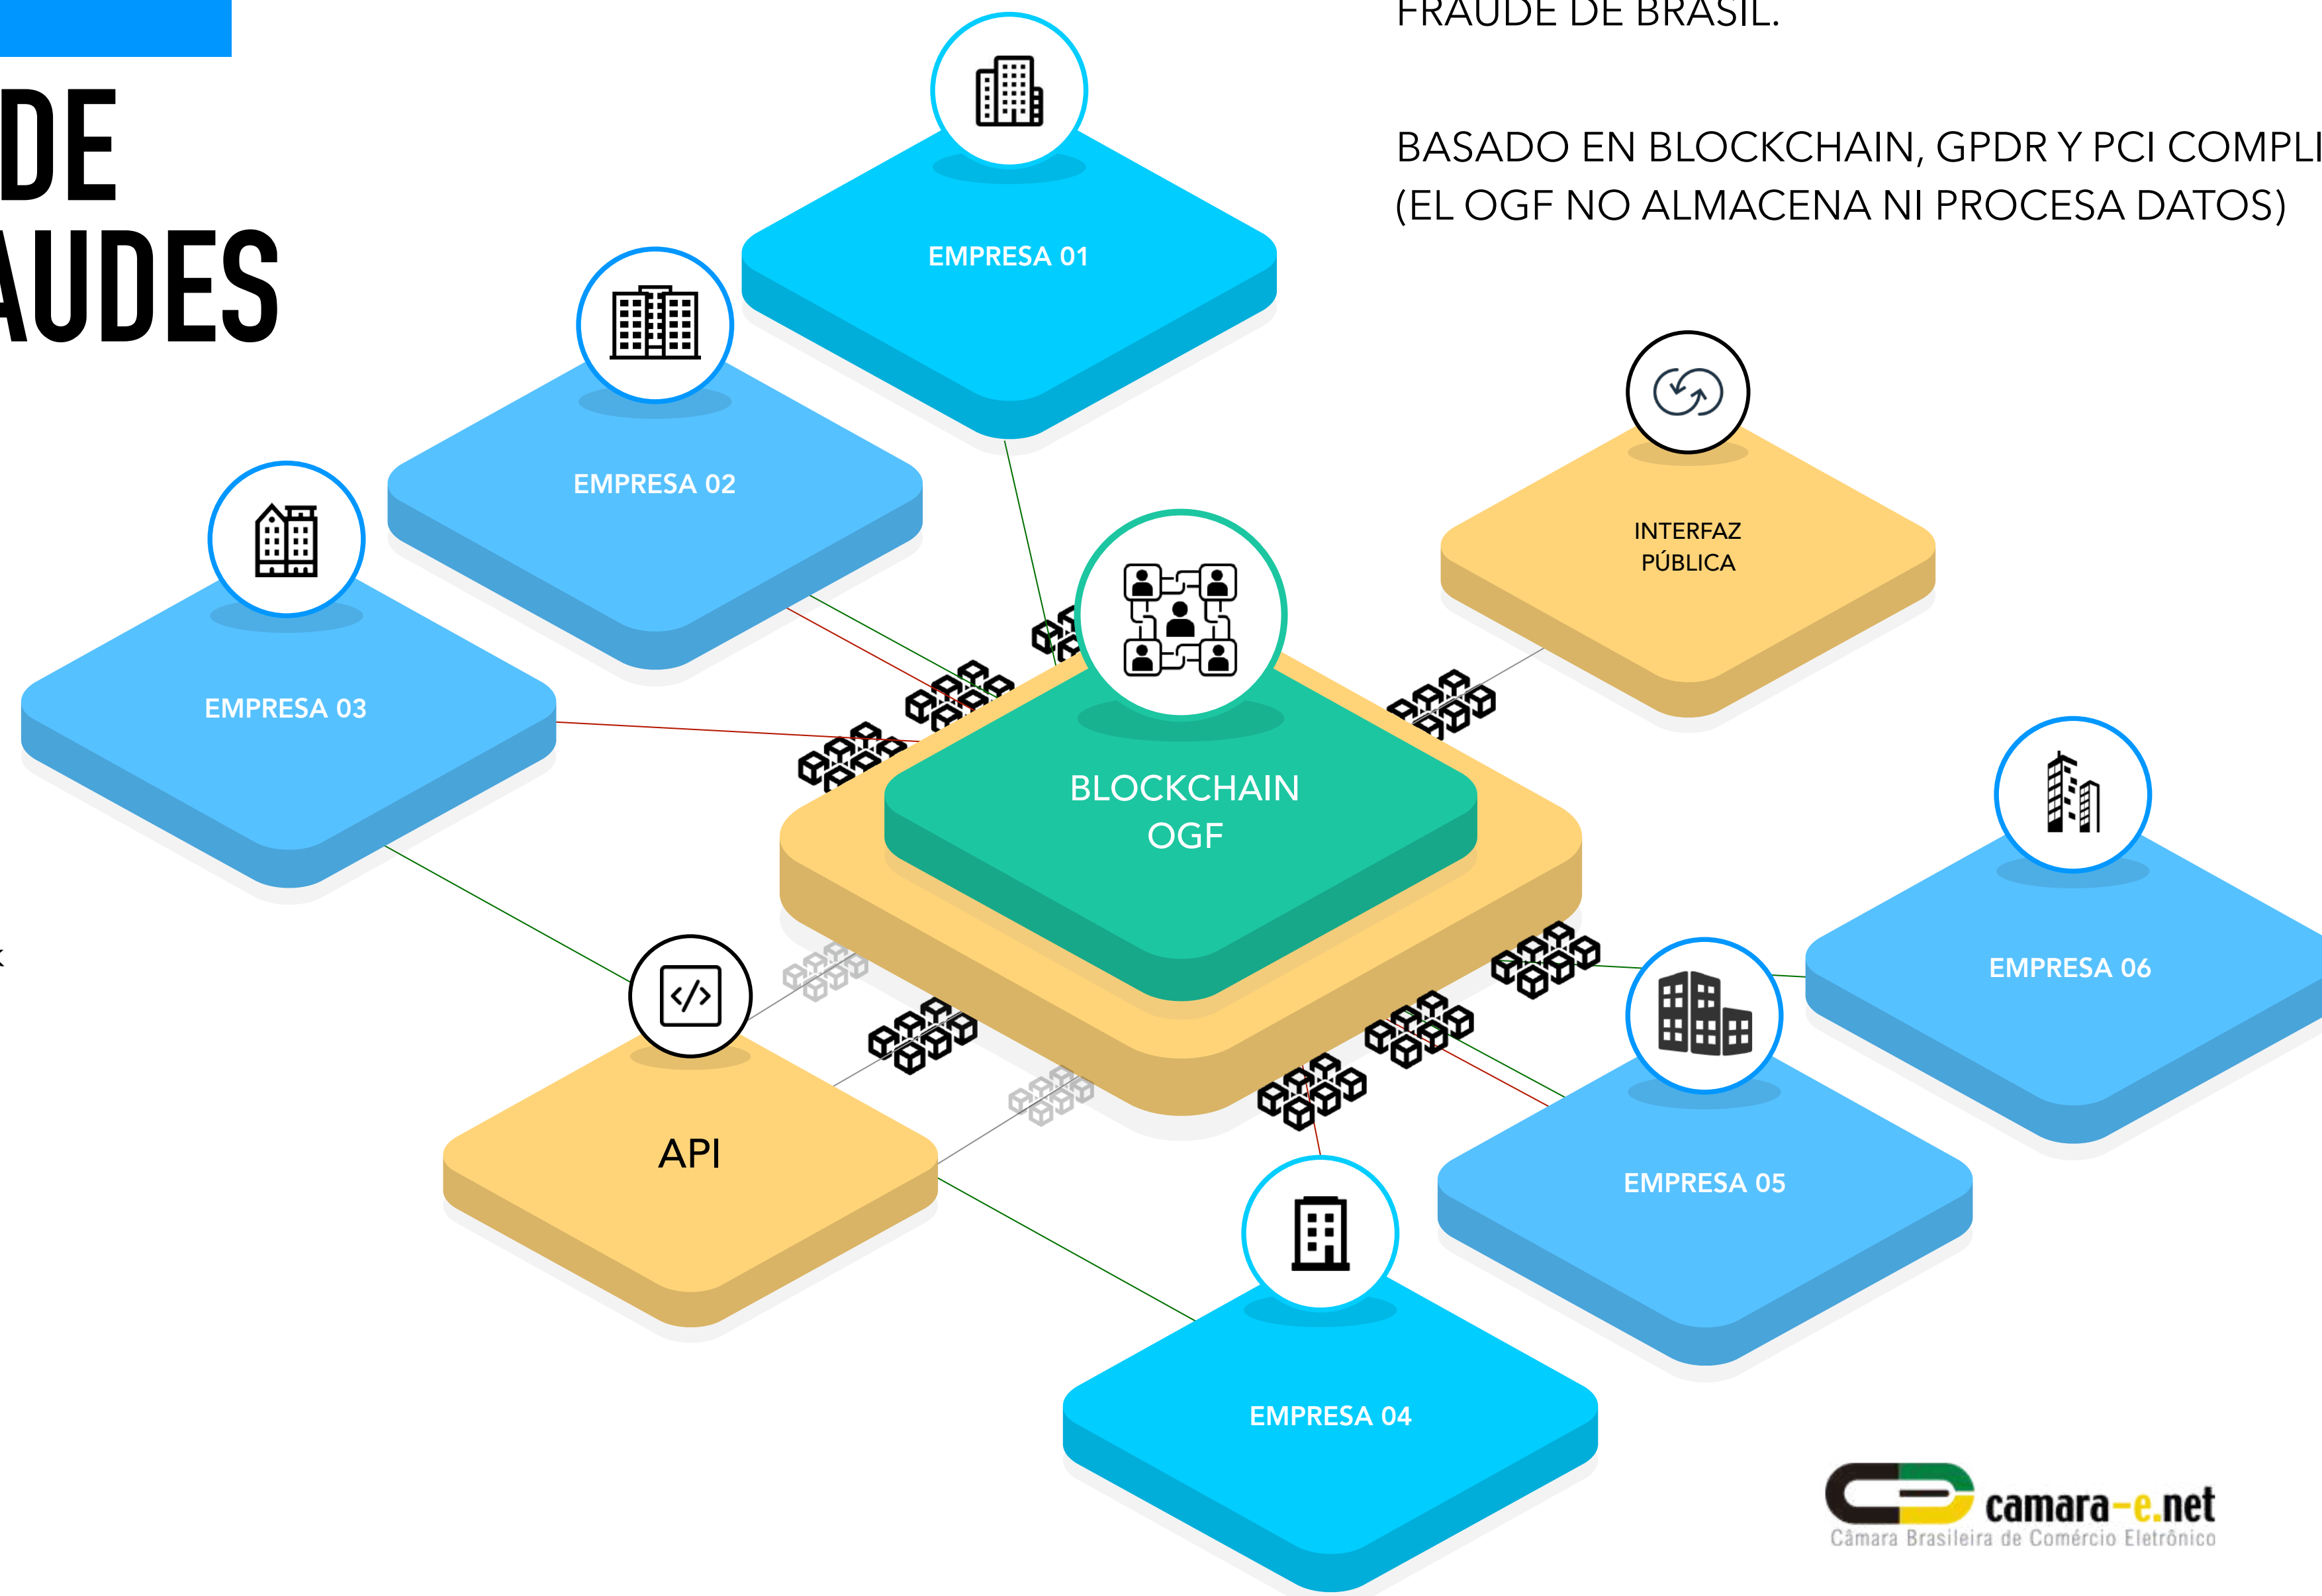 FRAUDE DE BRASIL.
DE
AUDES
BASADO EN BLOCKCHAIN, GPDR Y PCI COMPLI
(EL OGF NO ALMACENA NI PROCESA DATOS)
EMPRESA 01
EMPRESA 02
INTERFAZ
PÚBLICA
EMPRESA 03
BLOCKCHAIN
OGF
EMPRESA 06
</>
API
EMPRESA 05
EMPRESA 04
camara-e.net
Câmara Brasileira de Comércio Eletrônico